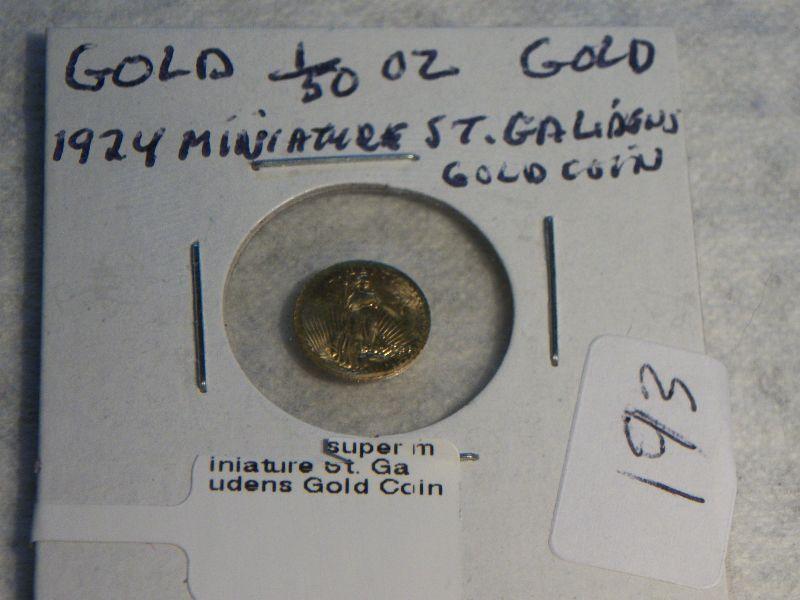 GOLD 1/50 OZ GOLD
1924 MINIATURE ST. GALIDENS
GOLD COIN
super m
iniature St. Ga
udens Gold Coin
193